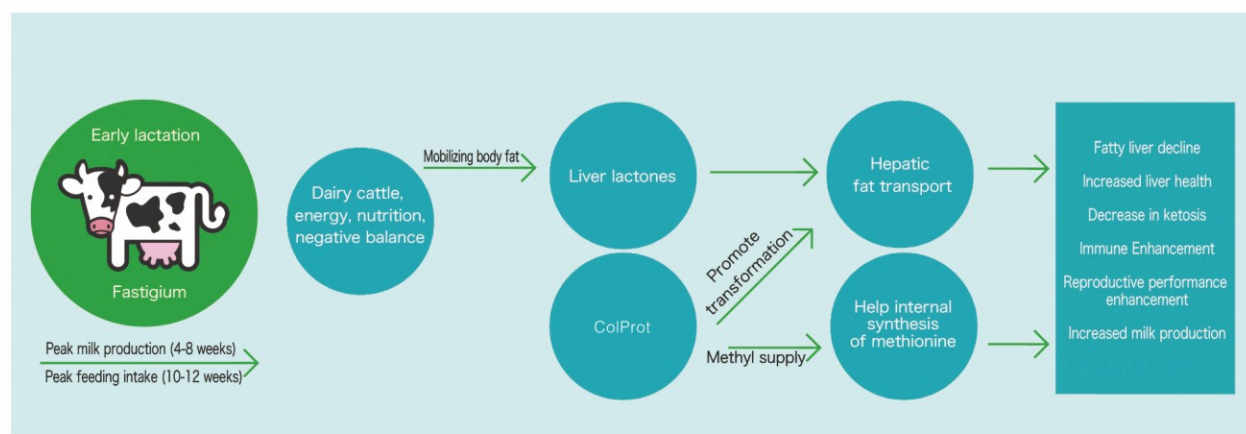 Early lactation
Fastigium
Peak milk production (4-8 weeks)
Peak feeding intake (10-12 weeks)
Dairy cattle,
energy, nutrition,
negative balance
Mobilizing body fat
Liver lactones
ColProt
Promote
transformation
Methyl supply
Hepatic
fat transport
Help internal
synthesis
of methionine
Fatty liver decline
Increased liver health
Decrease in ketosis
Immune Enhancement
Reproductive performance
enhancement
Increased milk production